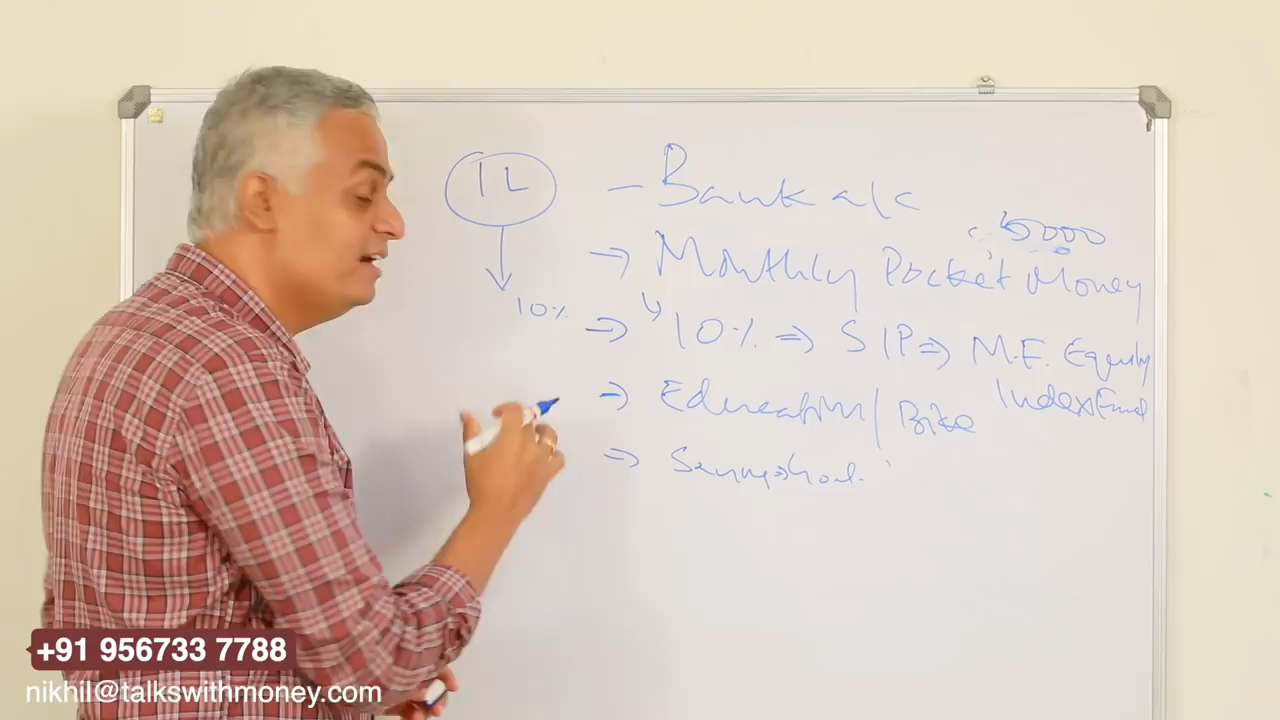 1L
- Bank a/c
5000
→ Monthly Pocket Money
10%
→ ↳ 10% ⇒ SIP ⇒ M.F. Equity
Index Fund
→ Education / Bike
⇒
+91 956733 7788
nikhil@talkswithmoney.com